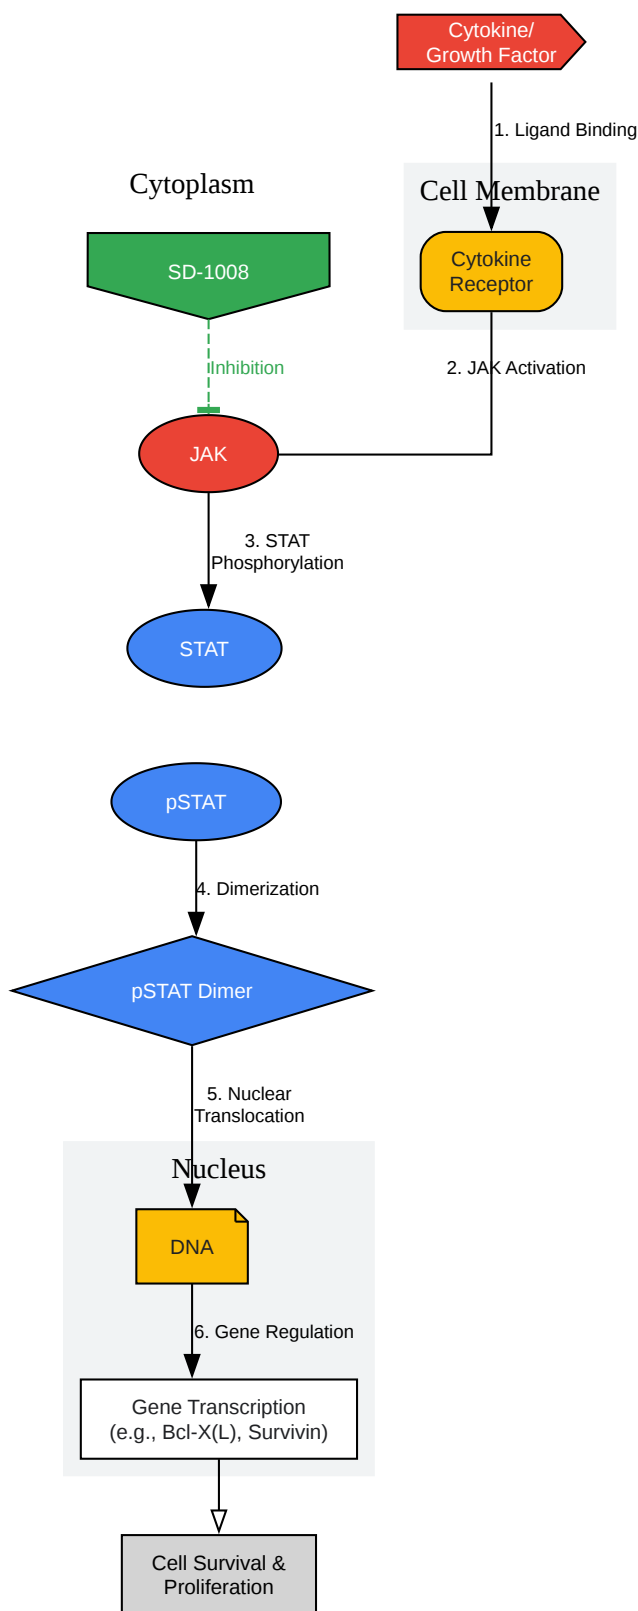 Cytokine/
Growth Factor
1. Ligand Binding
Cytoplasm
Cell Membrane
SD-1008
Cytokine
Receptor
Inhibition
2. JAK Activation
JAK
3. STAT
Phosphorylation
STAT
pSTAT
4. Dimerization
pSTAT Dimer
5. Nuclear
Translocation
Nucleus
DNA
6. Gene Regulation
Gene Transcription
(e.g., Bcl-X(L), Survivin)
Cell Survival &
Proliferation